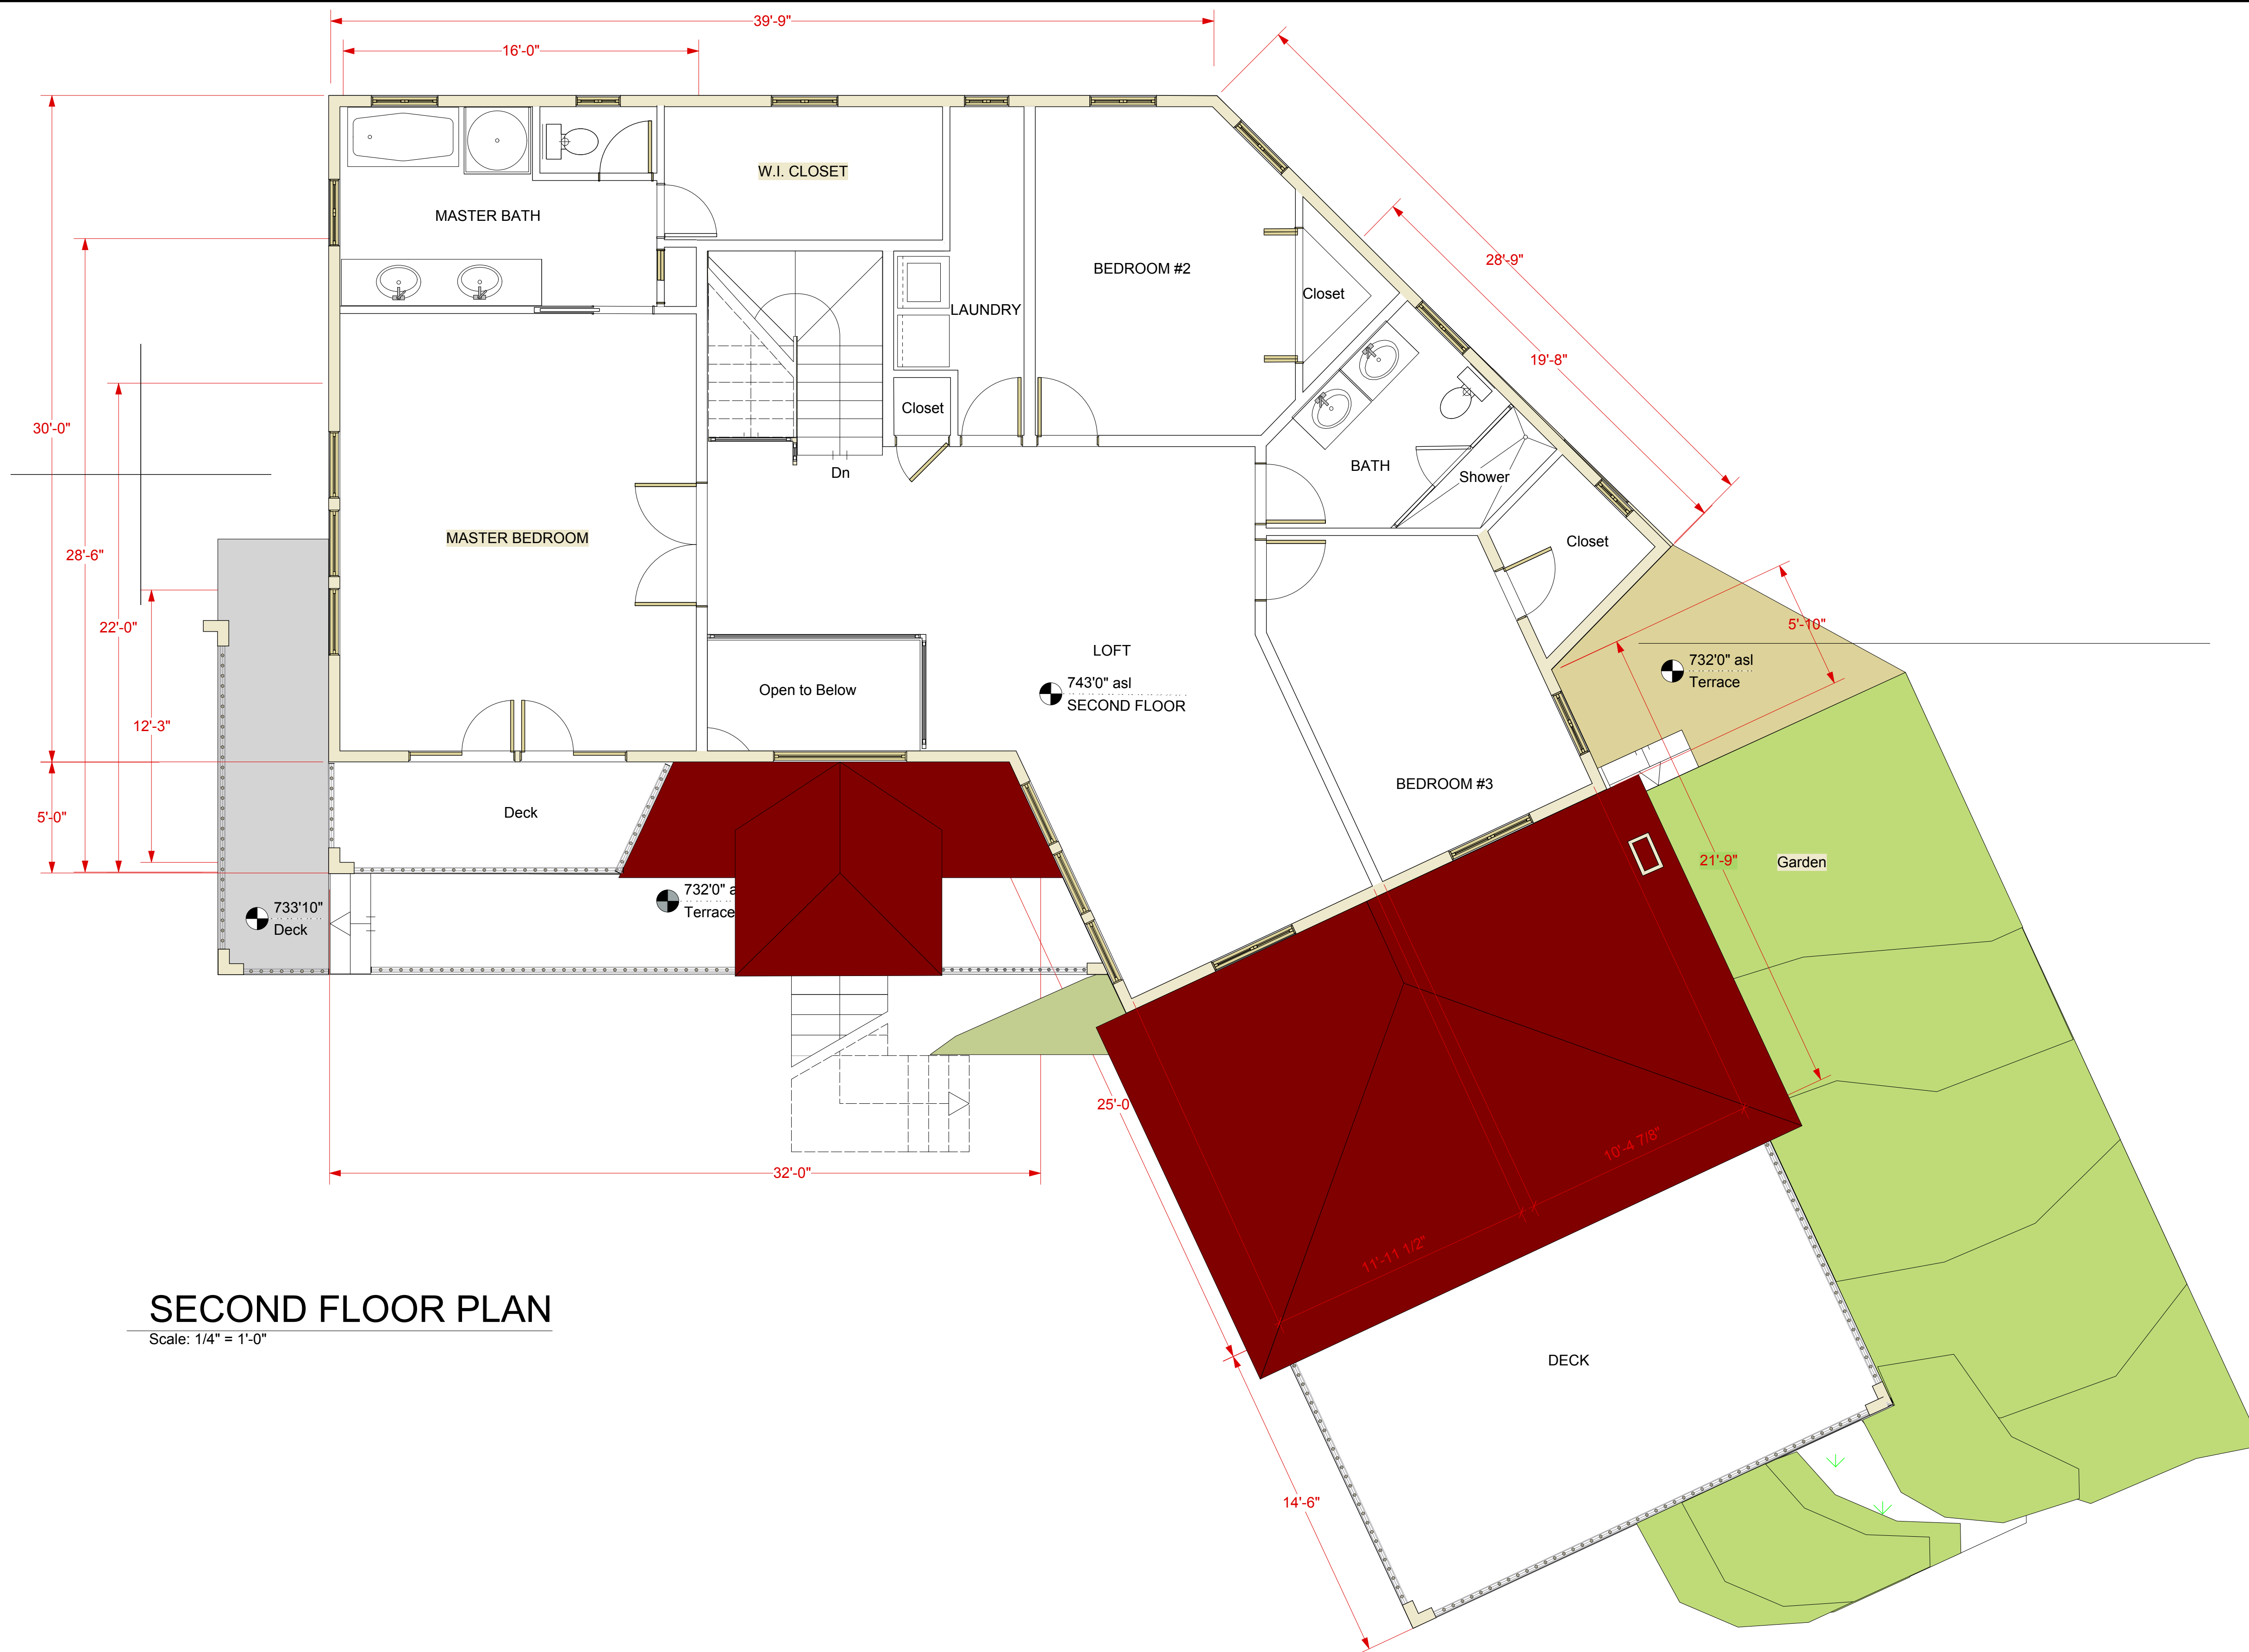 39'-9"
16'-0"
28'-9"
W.I. CLOSET
MASTER BATH
BEDROOM #2
Closet
LAUNDRY
19'-8"
Closet
30'-0"
BATH
Dn
Shower
MASTER BEDROOM
Closet
28'-6"
22'-0"
5'-10"
LOFT
732'0" asl
Terrace
743'0" asl
SECOND FLOOR
Open to Below
12'-3"
BEDROOM #3
5'-0"
Deck
21'-9"
Garden
732'0" a
Terrace
733'10"
Deck
25'-0
10'-4 7/8"
32'-0"
11'-11 1/2"
SECOND FLOOR PLAN
Scale: 1/4" = 1'-0"
DECK
14'-6"